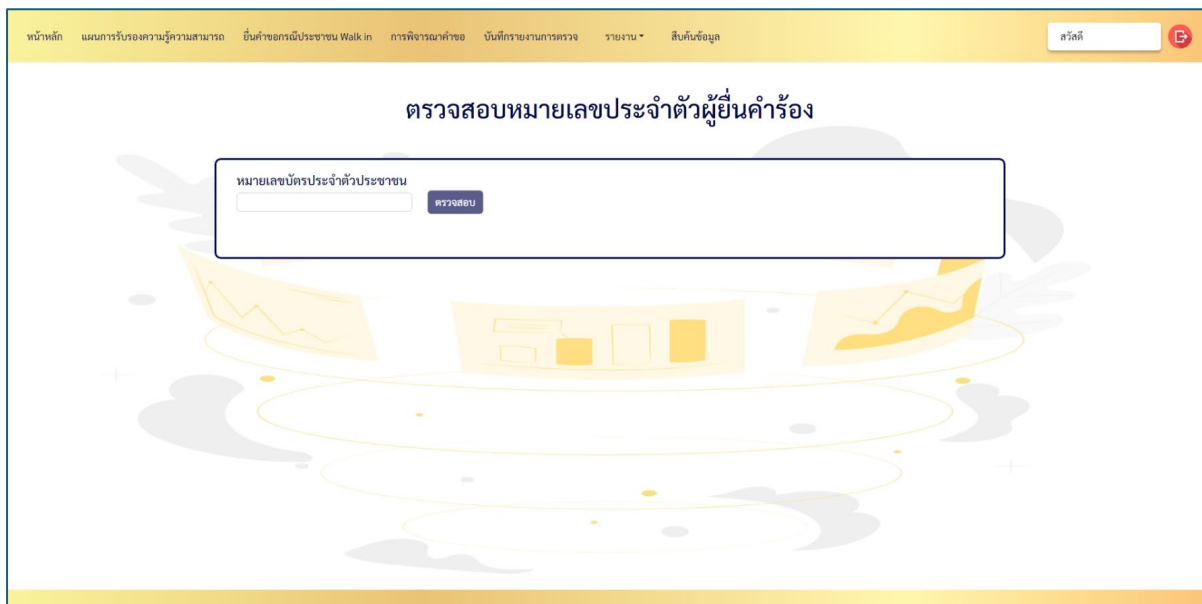 หน้าหลัก แผนการรับรองความรู้ความสามารถ ยื่นคำขอกรณีประชาชน Walk in การพิจารณาคำขอ บันทึกรายงานการตรวจ รายงาน สืบค้นข้อมูล สวัสดี
ตรวจสอบหมายเลขประจำตัวผู้ยื่นคำร้อง
หมายเลขบัตรประจำตัวประชาชน
ตรวจสอบ